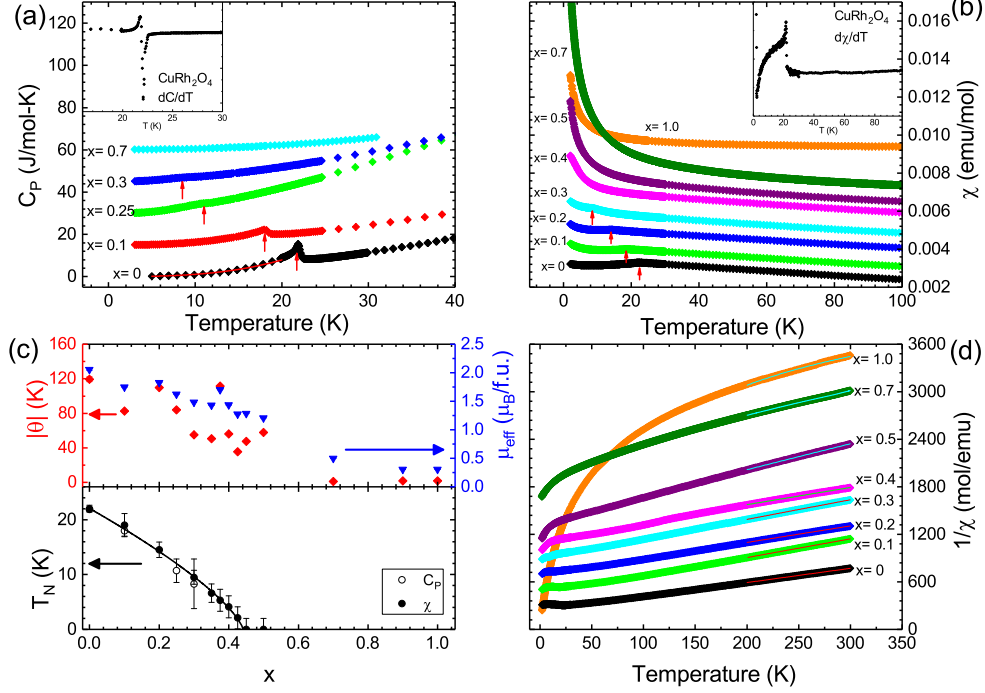 (a)
C_P (J/mol-K)
120
100
80
60
40
20
0
CuRh₂O₄
dC/dT
20
30
T (K)
x= 0.7
x= 0.3
x= 0.25
x= 0.1
x= 0
0
10
20
30
40
Temperature (K)
(b)
χ (emu/mol)
0.016
0.014
0.012
0.010
0.008
0.006
0.004
0.002
CuRh₂O₄
dχ/dT
0
20
40
60
80
T (K)
x= 0.7
x= 1.0
x= 0.5
x= 0.4
x= 0.3
x= 0.2
x= 0.1
x= 0
0
20
40
60
80
100
Temperature (K)
(c)
|θ| (K)
160
120
80
40
0
2.5
2.0
1.5
1.0
0.5
0.0
μ_eff (μ_B/f.u.)
T_N (K)
20
10
0
C_P
χ
0.0
0.2
0.4
0.6
0.8
1.0
x
(d)
1/χ (mol/emu)
3600
3000
2400
1800
1200
600
0
x= 1.0
x= 0.7
x= 0.5
x= 0.4
x= 0.3
x= 0.2
x= 0.1
x= 0
0
50
100
150
200
250
300
350
Temperature (K)